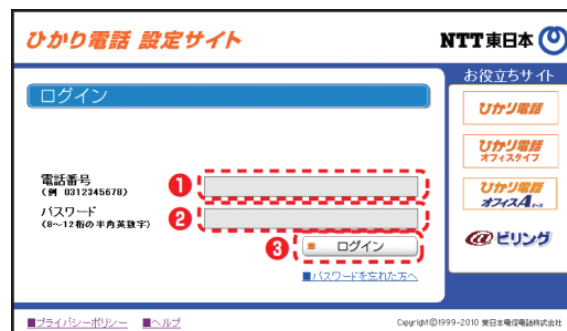 ひかり電話 設定サイト
NTT東日本
お役立ちサイト
ログイン
ひかり電話
ひかり電話
オフィスタイプ
電話番号
(例 0312345678)
❶
ひかり電話
オフィスA
パスワード
(8~12桁の半角英数字)
❷
@ビリング
❸
ログイン
■パスワードを忘れた方へ
■プライバシーポリシー ■ヘルプ
Copyright©1999-2010 東日本電信電話株式会社